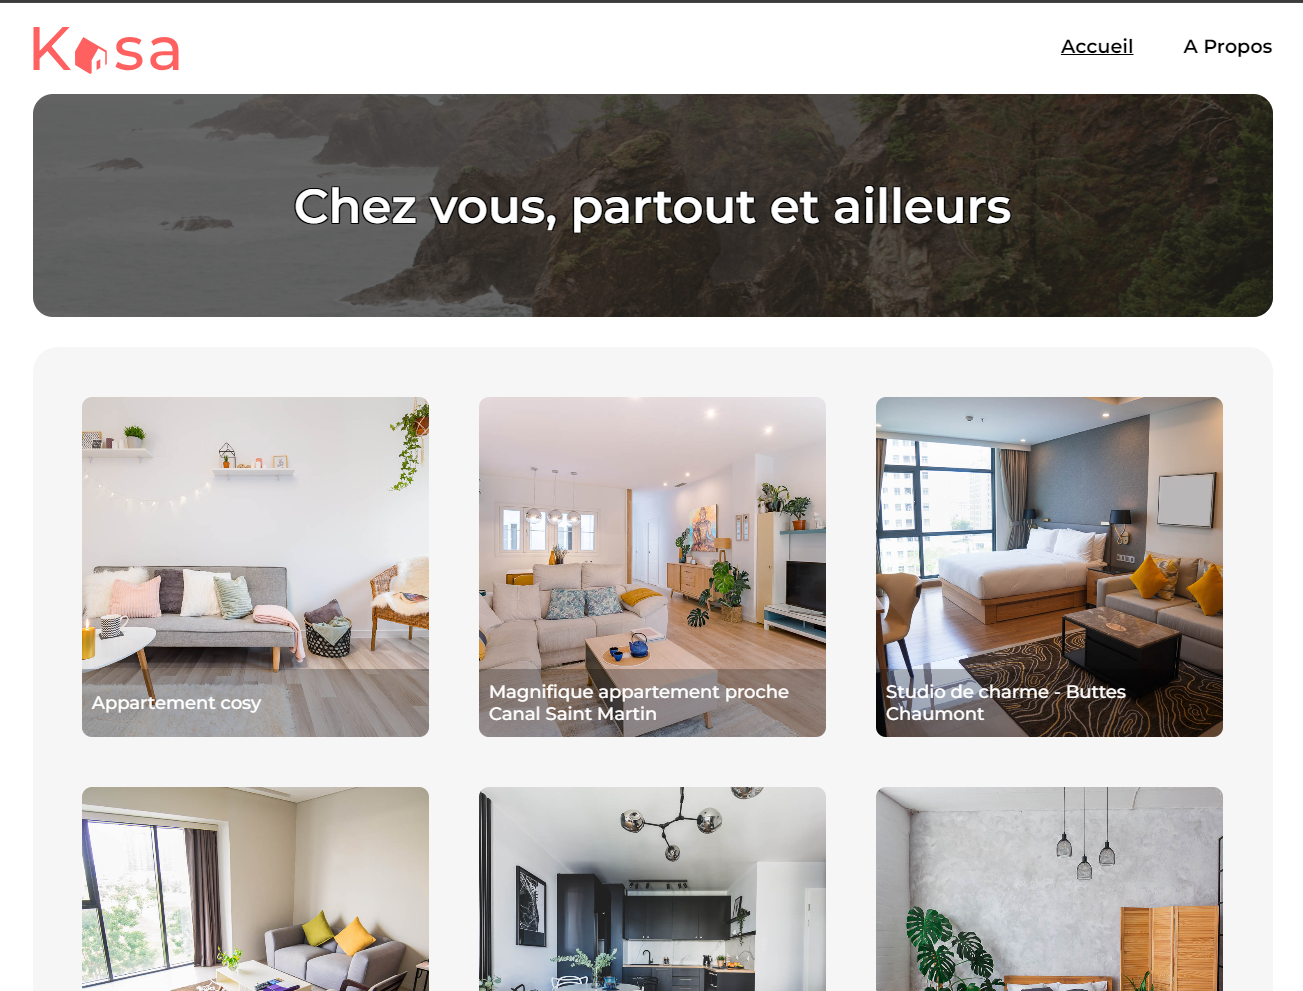 Kasa
Accueil
A Propos
Chez vous, partout et ailleurs
Appartement cosy
Magnifique appartement proche
Canal Saint Martin
Studio de charme - Buttes
Chaumont